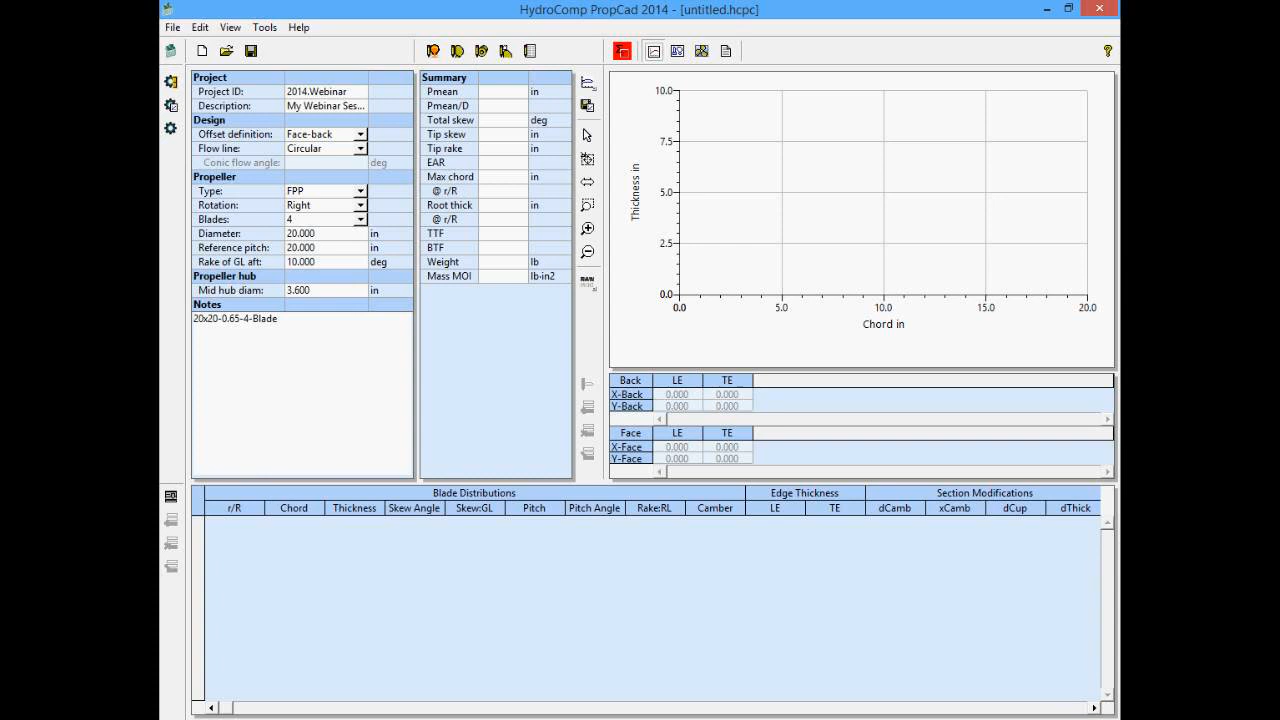 HydroComp PropCad 2014 - [untitled.hcpc]
File Edit View Tools Help
Project
Project ID: 2014.Webinar
Description: My Webinar Ses...
Design
Offset definition: Face-back
Flow line: Circular
Conic flow angle: deg
Propeller
Type: FPP
Rotation: Right
Blades: 4
Diameter: 20.000 in
Reference pitch: 20.000 in
Rake of GL aft: 10.000 deg
Propeller hub
Mid hub diam: 3.600 in
Notes
20x20-0.65-4-Blade
Summary
Pmean in
Pmean/D
Total skew deg
Tip skew in
Tip rake in
EAR
Max chord in
@ r/R
Root thick in
@ r/R
TTF
BTF
Weight lb
Mass MOI lb-in2
Thickness in
10.0
7.5
5.0
2.5
0.0
0.0 5.0 10.0 15.0 20.0
Chord in
Back LE TE
X-Back 0.000 0.000
Y-Back 0.000 0.000
Face LE TE
X-Face 0.000 0.000
Y-Face 0.000 0.000
Blade Distributions Edge Thickness Section Modifications
r/R Chord Thickness Skew Angle Skew:GL Pitch Pitch Angle Rake:RL Camber LE TE dCamb xCamb dCup dThick